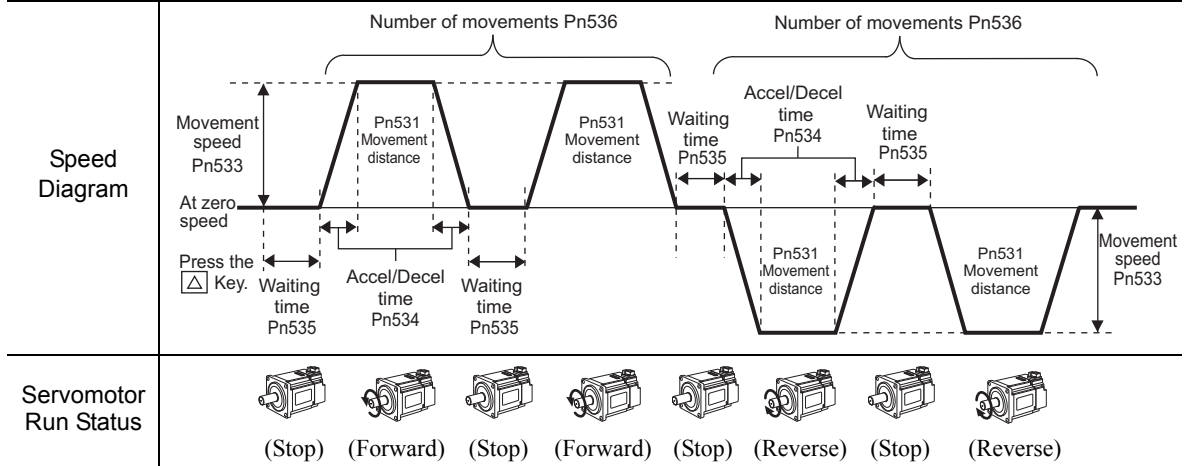 Speed
Diagram
Number of movements Pn536
Number of movements Pn536
Movement
speed
Pn533
Pn531
Movement
distance
Pn531
Movement
distance
Waiting
time
Pn535
Accel/Decel
time
Pn534
Waiting
time
Pn535
At zero
speed
Press the
△ Key.
Waiting
time
Pn535
Accel/Decel
time
Pn534
Waiting
time
Pn535
Pn531
Movement
distance
Pn531
Movement
distance
Movement
speed
Pn533
Servomotor
Run Status
(Stop) (Forward) (Stop) (Forward) (Stop) (Reverse) (Stop) (Reverse)